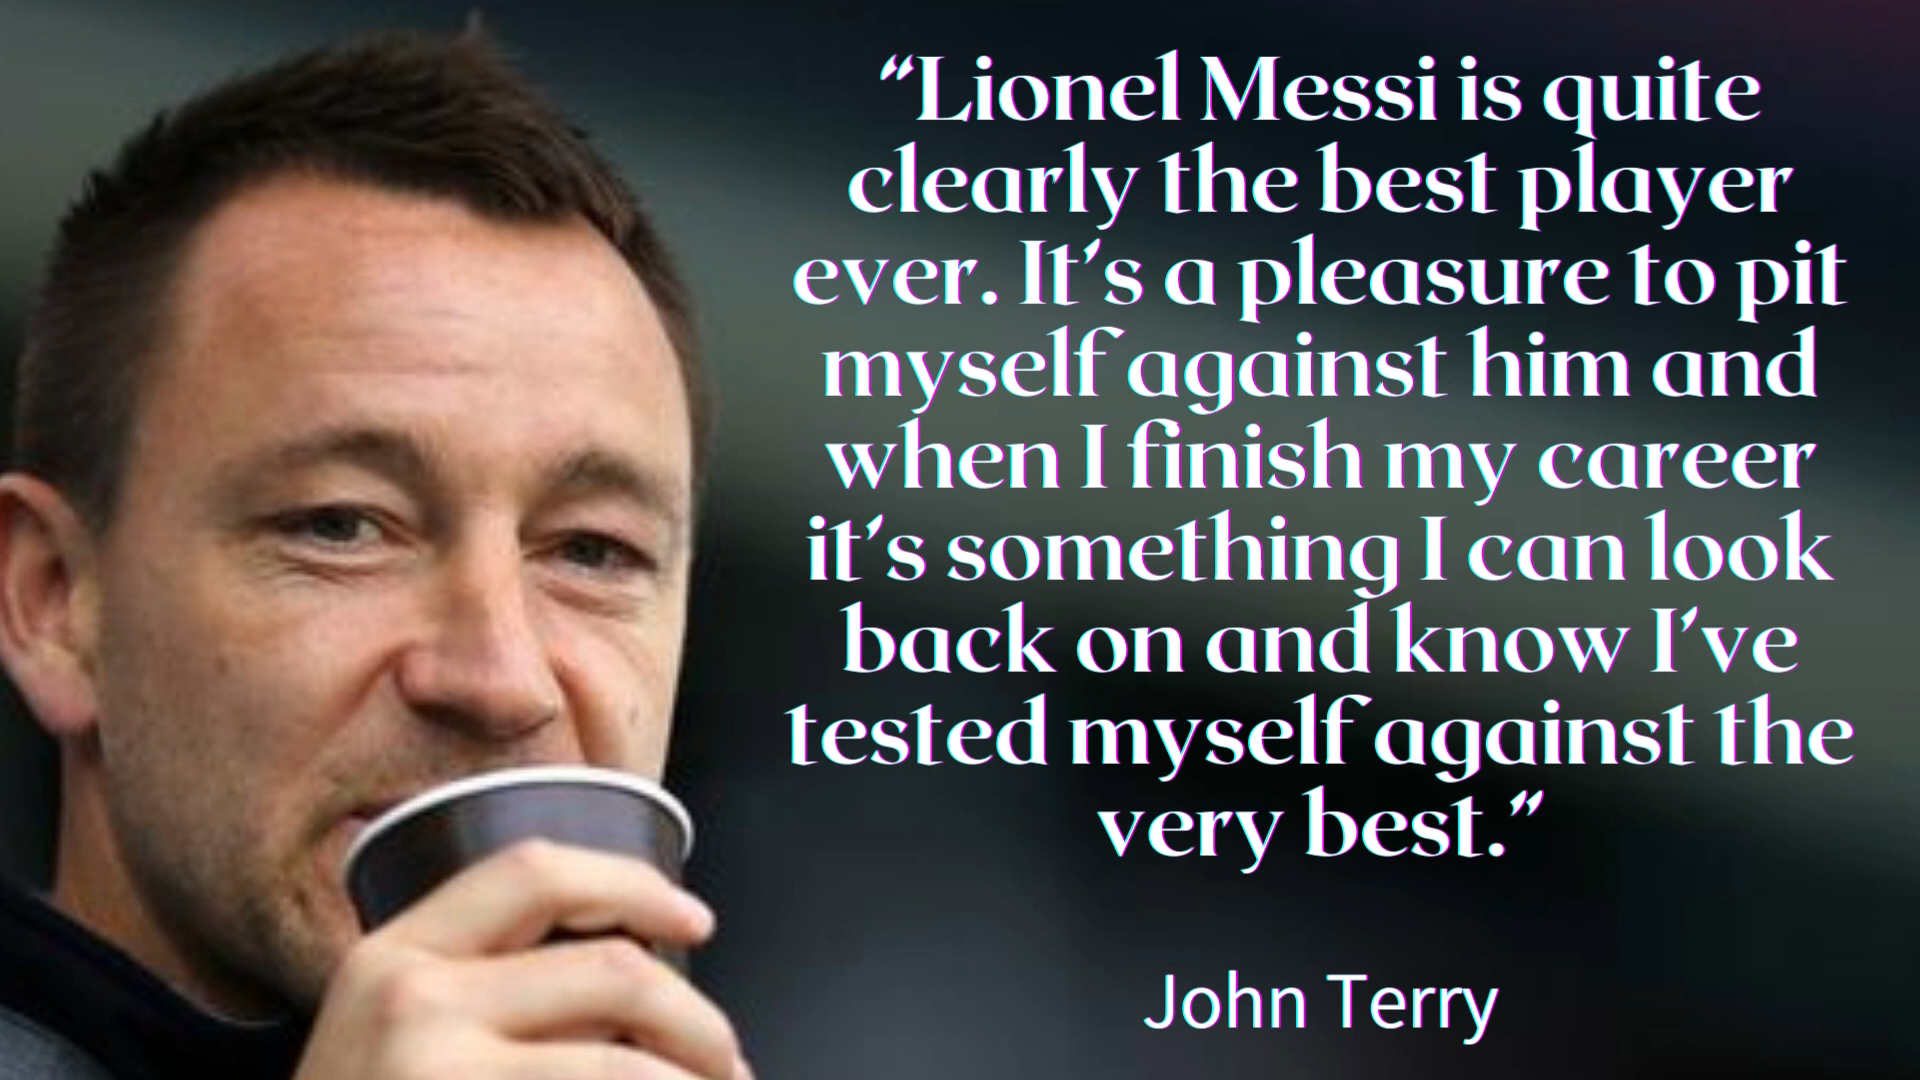 “Lionel Messi is quite
clearly the best player
ever. It’s a pleasure to pit
myself against him and
when I finish my career
it’s something I can look
back on and know I’ve
tested myself against the
very best.”
John Terry